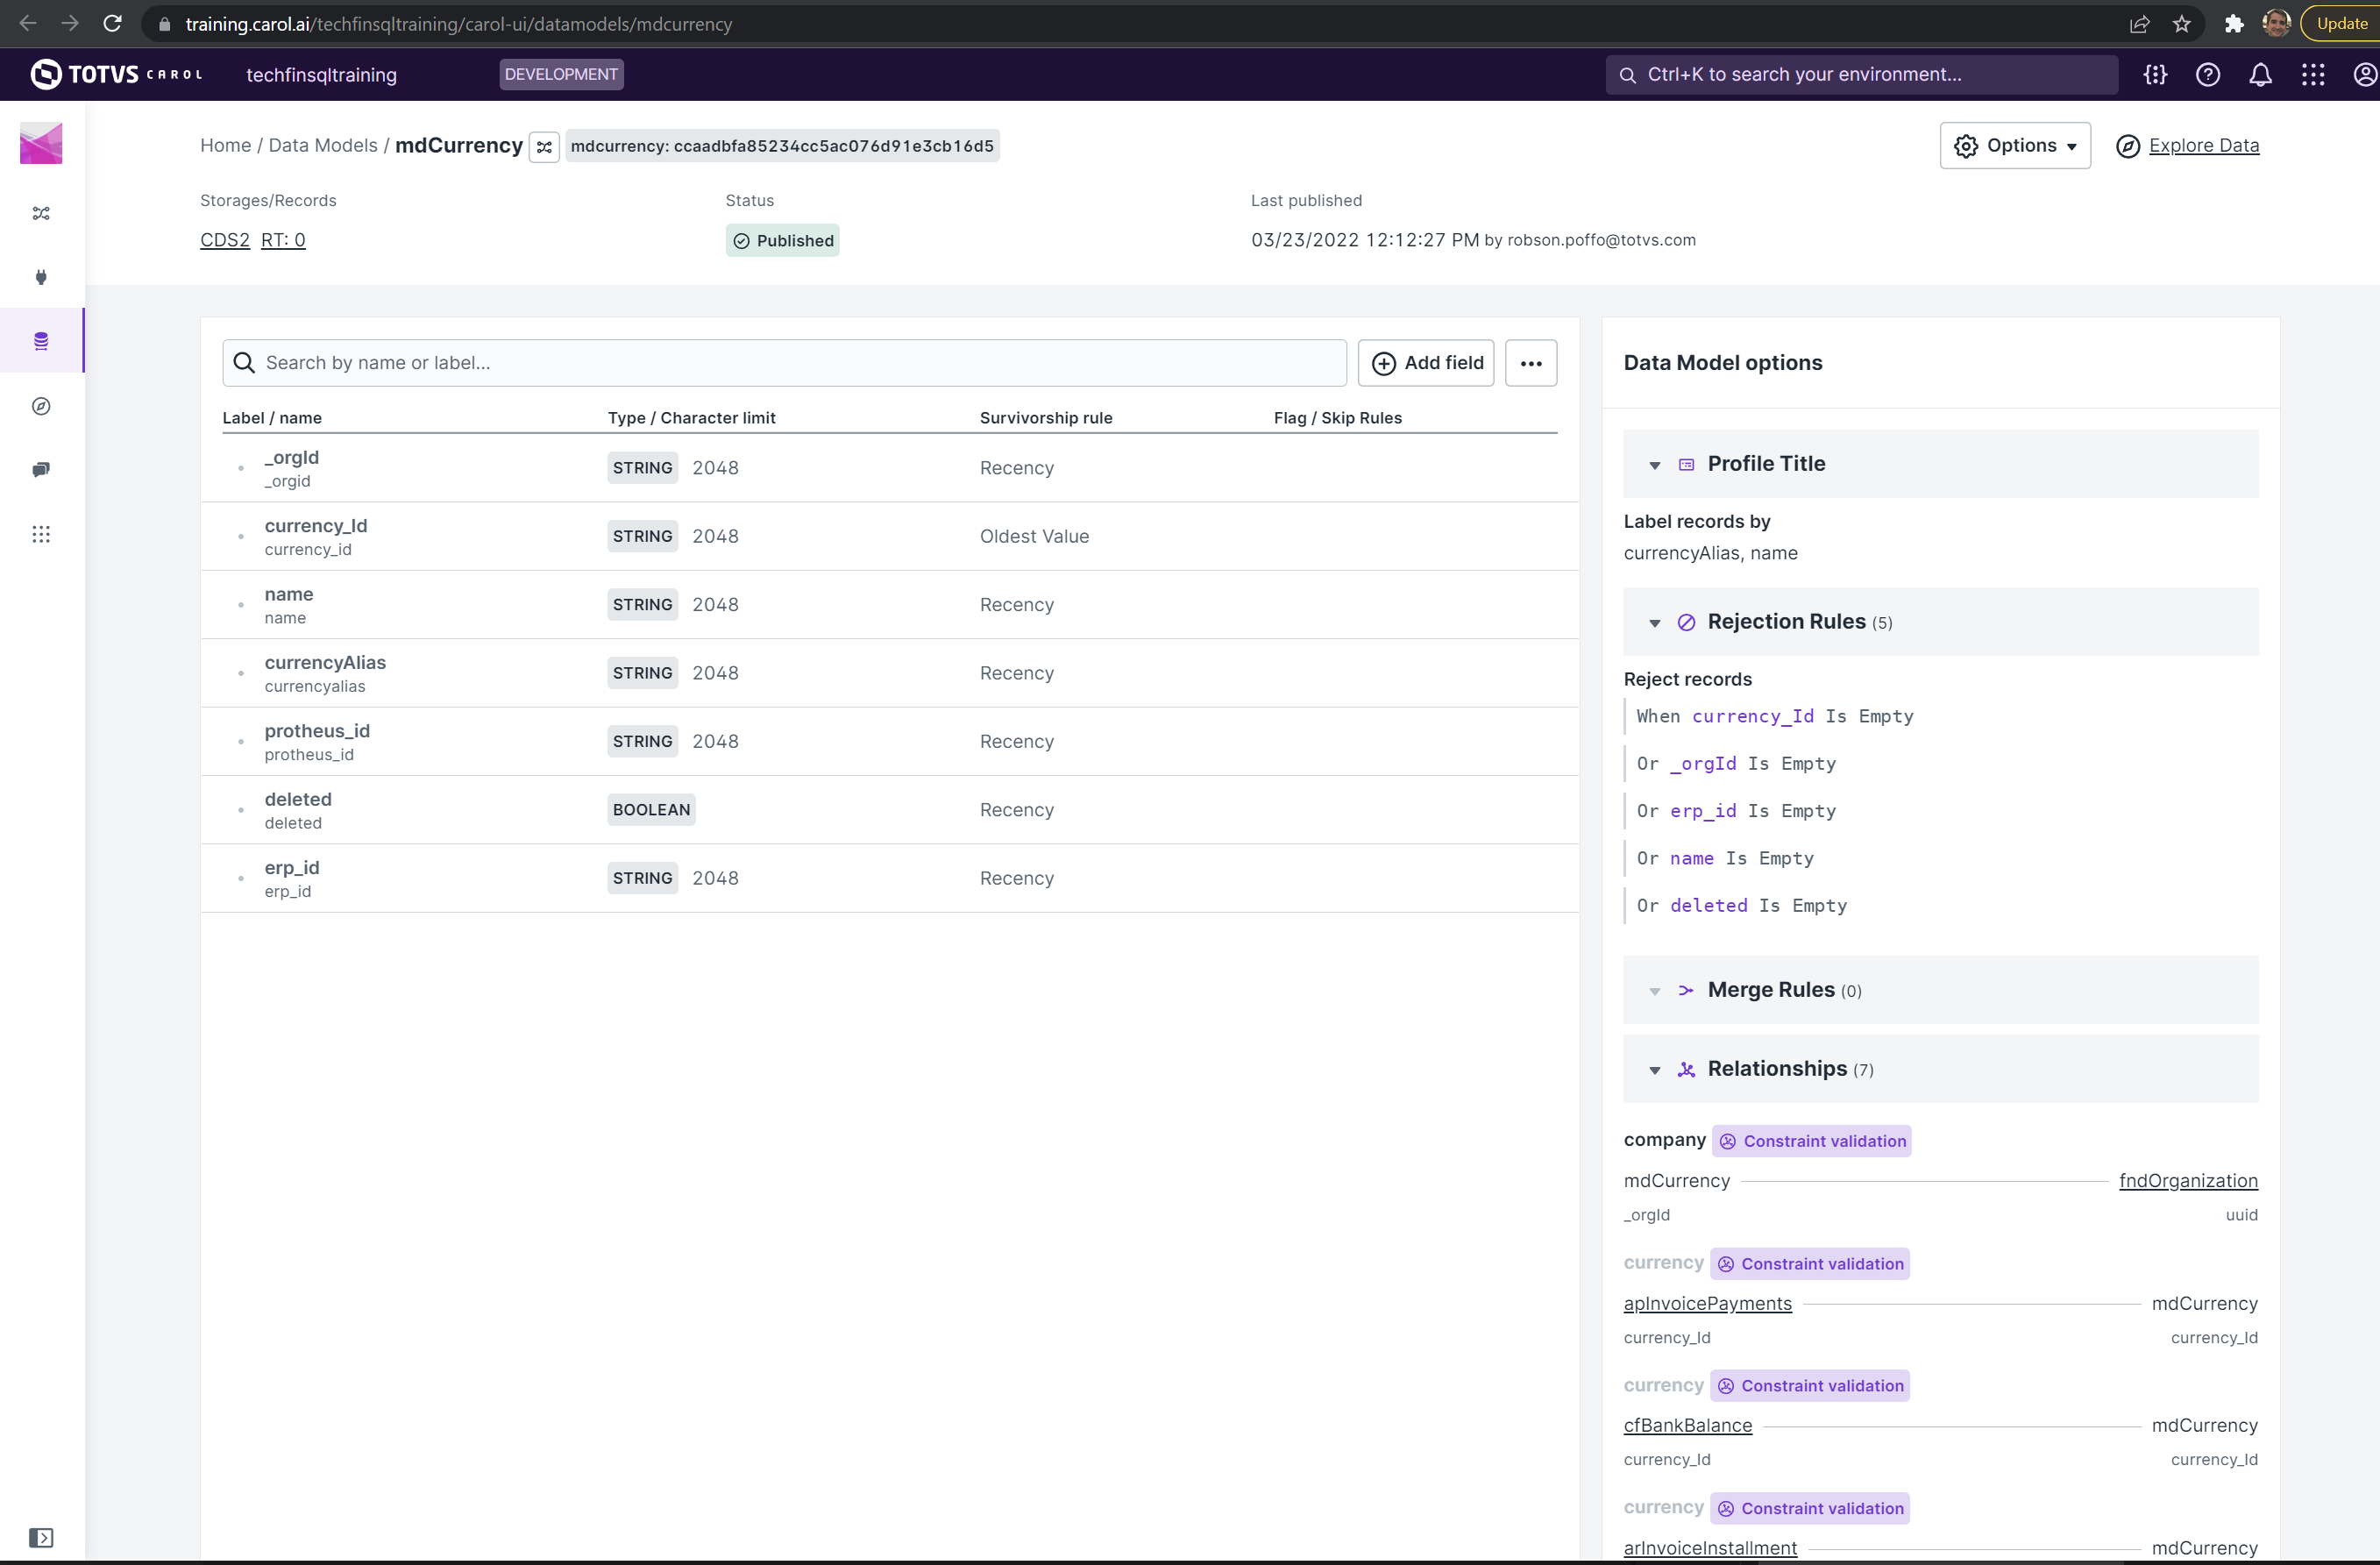 training.carol.ai/techfinsqltraining/carol-ui/datamodels/mdcurrency
Update
TOTVS CAROL
techfinsqltraining
DEVELOPMENT
Ctrl+K to search your environment...
Home / Data Models / mdCurrency
mdcurrency: ccaadbfa85234cc5ac076d91e3cb16d5
Options
Explore Data
Storages/Records
Status
Last published
CDS2 RT: 0
Published
03/23/2022 12:12:27 PM by robson.poffo@totvs.com
Search by name or label...
Add field
Label / name
Type / Character limit
Survivorship rule
Flag / Skip Rules
_orgId
_orgid
STRING 2048
Recency
currency_Id
currency_id
STRING 2048
Oldest Value
name
name
STRING 2048
Recency
currencyAlias
currencyalias
STRING 2048
Recency
protheus_id
protheus_id
STRING 2048
Recency
deleted
deleted
BOOLEAN
Recency
erp_id
erp_id
STRING 2048
Recency
Data Model options
Profile Title
Label records by
currencyAlias, name
Rejection Rules (5)
Reject records
When currency_Id Is Empty
Or _orgId Is Empty
Or erp_id Is Empty
Or name Is Empty
Or deleted Is Empty
Merge Rules (0)
Relationships (7)
company Constraint validation
mdCurrency fndOrganization
_orgId uuid
currency Constraint validation
apInvoicePayments mdCurrency
currency_Id currency_Id
currency Constraint validation
cfBankBalance mdCurrency
currency_Id currency_Id
currency Constraint validation
arInvoiceInstallment mdCurrency